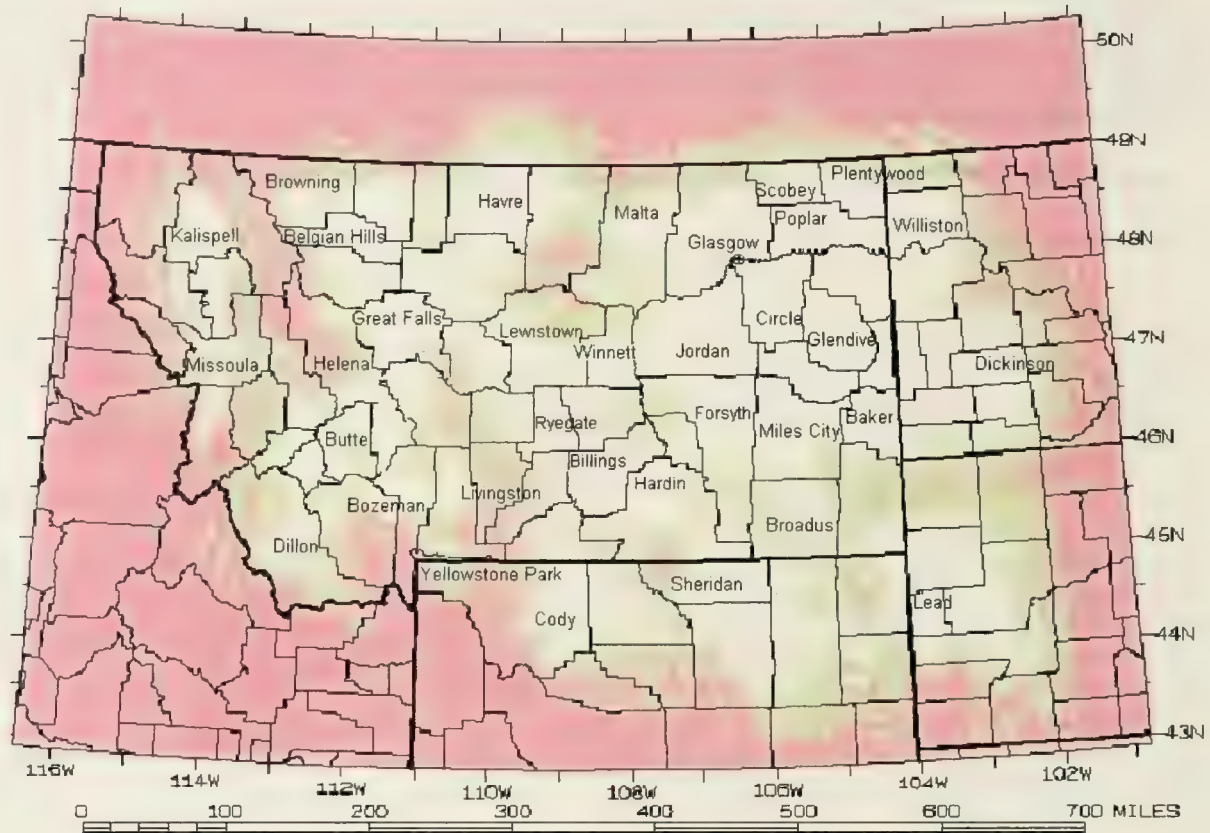 50N
49N
Browning
Havre
Malta
Scobey
Plentywood
Poplar
Williston
Kalispell
Belgian Hills
Glasgow
48N
Great Falls
Lewistown
Circle
Winnett
Jordan
Glendive
47N
Missoula
Helena
Dickinson
Ryegate
Forsyth
Baker
Butte
Miles City
46N
Billings
Livingston
Hardin
Bozeman
Broadus
Dillon
45N
Yellowstone Park
Sheridan
Cody
Lead
44N
43N
116W 114W 112W 110W 108W 106W 104W 102W
0 100 200 300 400 500 600 700 MILES